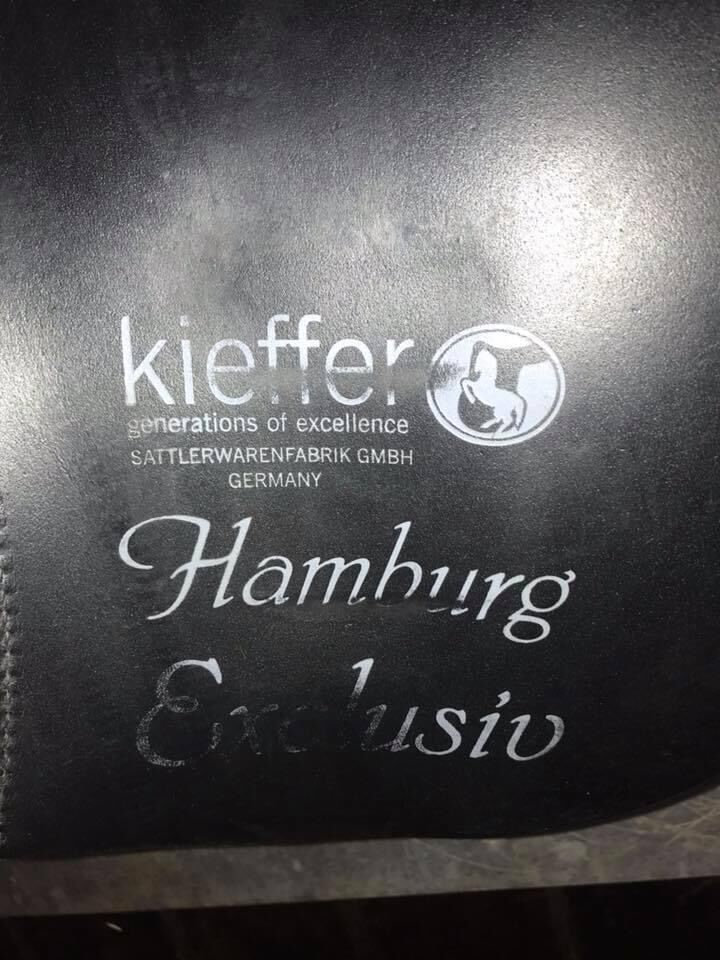 kieffer
generations of excellence
SATTLERWARENFABRIK GMBH
GERMANY
Hamburg
Exclusiv